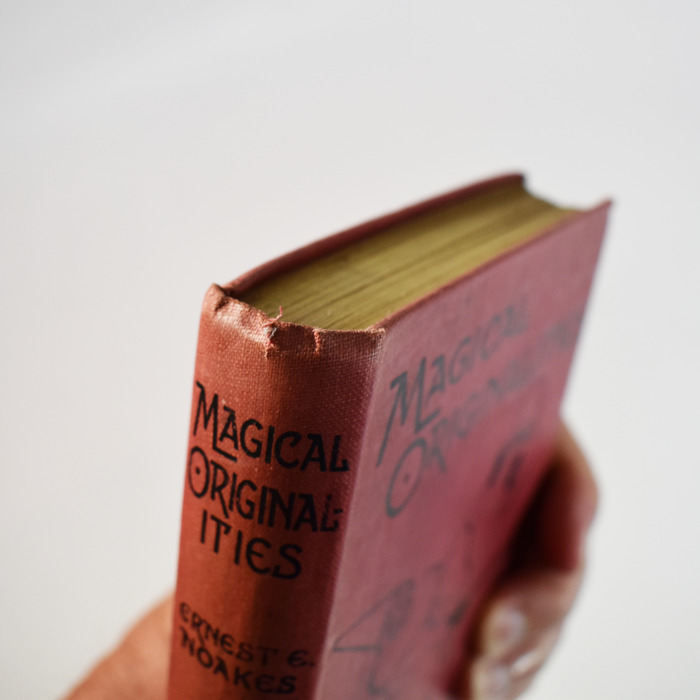 MAGICAL
ORIGINAL-
ITIES
ERNEST E.
NOAKES
MAGICAL
ORIGINALITIES